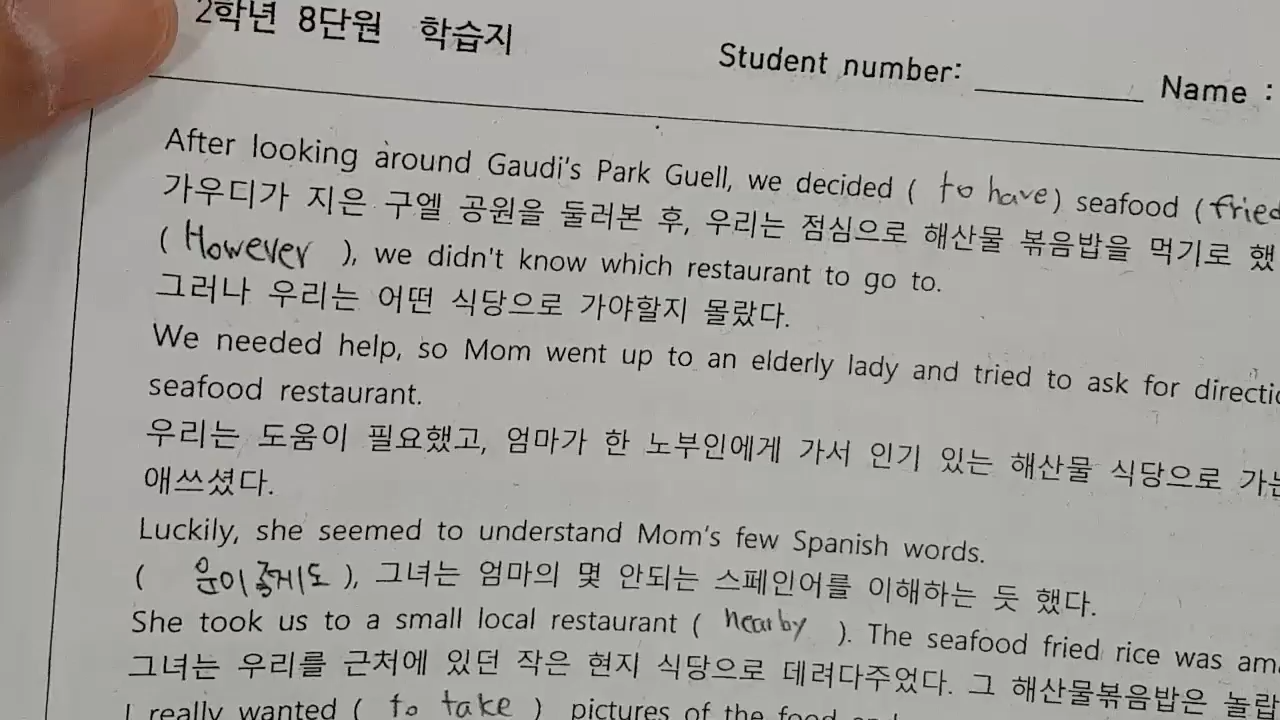 2학년 8단원 학습지
Student number: ________ Name :
After looking around Gaudi's Park Guell, we decided ( to have ) seafood ( fried
가우디가 지은 구엘 공원을 둘러본 후, 우리는 점심으로 해산물 볶음밥을 먹기로 했
( However ), we didn't know which restaurant to go to.
그러나 우리는 어떤 식당으로 가야할지 몰랐다.
We needed help, so Mom went up to an elderly lady and tried to ask for directio
seafood restaurant.
우리는 도움이 필요했고, 엄마가 한 노부인에게 가서 인기 있는 해산물 식당으로 가는
애쓰셨다.
Luckily, she seemed to understand Mom's few Spanish words.
( 운이좋게도 ), 그녀는 엄마의 몇 안되는 스페인어를 이해하는 듯 했다.
She took us to a small local restaurant ( nearby ). The seafood fried rice was ama
그녀는 우리를 근처에 있던 작은 현지 식당으로 데려다주었다. 그 해산물볶음밥은 놀랍
I really wanted ( to take ) pictures of the food